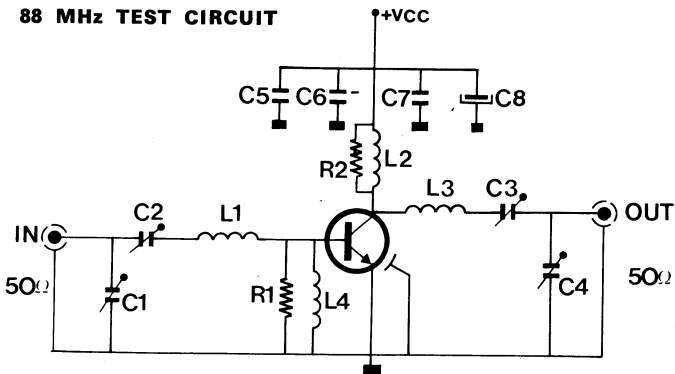 88 MHz TEST CIRCUIT
+VCC
C5 C6 C7 C8
R2 L2
L3 C3
C2 L1
IN OUT
50Ω C1 R1 L4 C4 50Ω